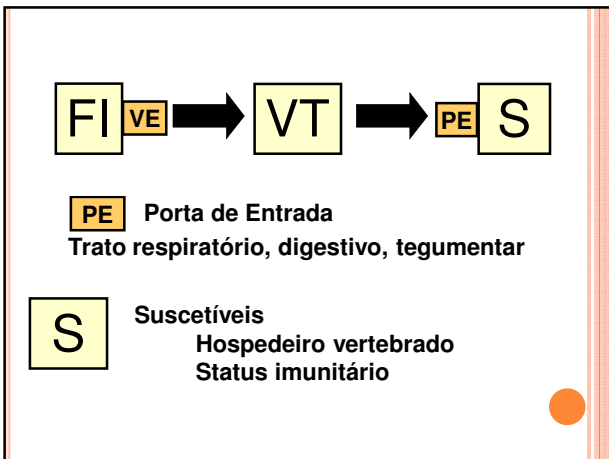 FI VE VT PE S
PE Porta de Entrada
Trato respiratório, digestivo, tegumentar
S Suscetíveis
Hospedeiro vertebrado
Status imunitário